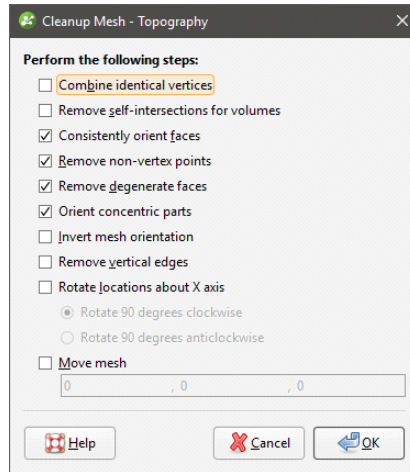 Cleanup Mesh - Topography
Perform the following steps:
Combine identical vertices
Remove self-intersections for volumes
Consistently orient faces
Remove non-vertex points
Remove degenerate faces
Orient concentric parts
Invert mesh orientation
Remove vertical edges
Rotate locations about X axis
Rotate 90 degrees clockwise
Rotate 90 degrees anticlockwise
Move mesh
0 , 0 , 0
Help Cancel OK